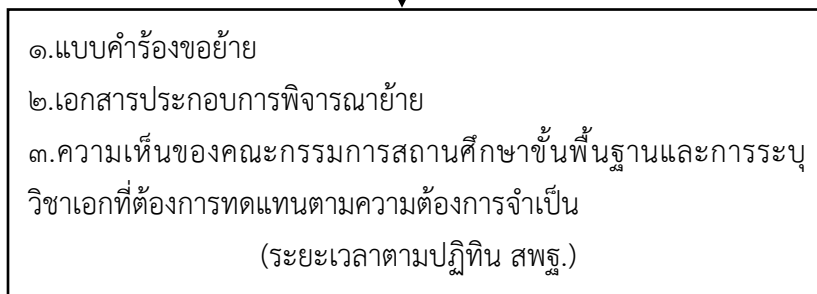 ๑.แบบคำร้องขอย้าย
๒.เอกสารประกอบการพิจารณาย้าย
๓.ความเห็นของคณะกรรมการสถานศึกษาขั้นพื้นฐานและการระบุ
วิชาเอกที่ต้องการทดแทนตามความต้องการจำเป็น
(ระยะเวลาตามปฏิทิน สพฐ.)